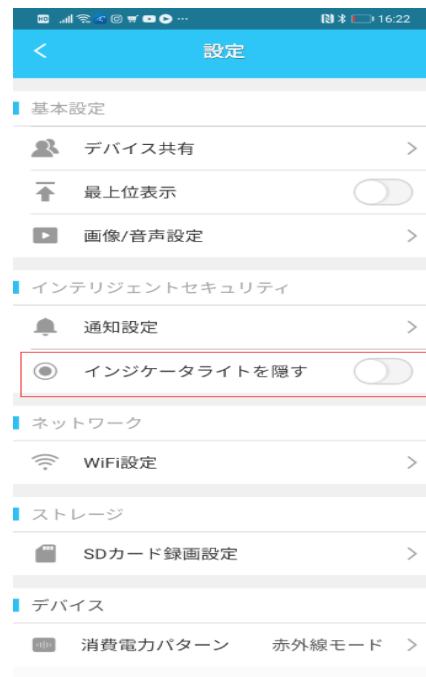 HD 16:22
設定
基本設定
デバイス共有
最上位表示
画像/音声設定
インテリジェントセキュリティ
通知設定
インジケータライトを隠す
ネットワーク
WiFi設定
ストレージ
SDカード録画設定
デバイス
消費電力パターン 赤外線モード